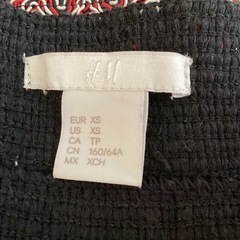 H&M
EUR XS
US XS
CA TP
CN 160/64A
MX XCH